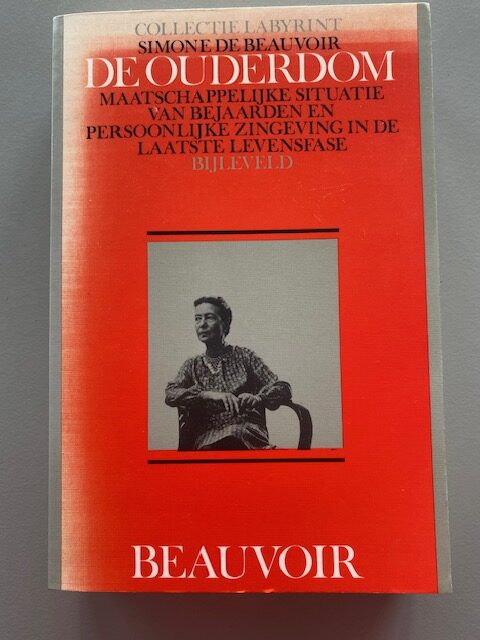 COLLECTIE LABYRINT
SIMONE DE BEAUVOIR
DE OUDERDOM
MAATSCHAPPELIJKE SITUATIE
VAN BEJAARDEN EN
PERSOONLIJKE ZINGEVING IN DE
LAATSTE LEVENSFASE
BIJLEVELD
BEAUVOIR